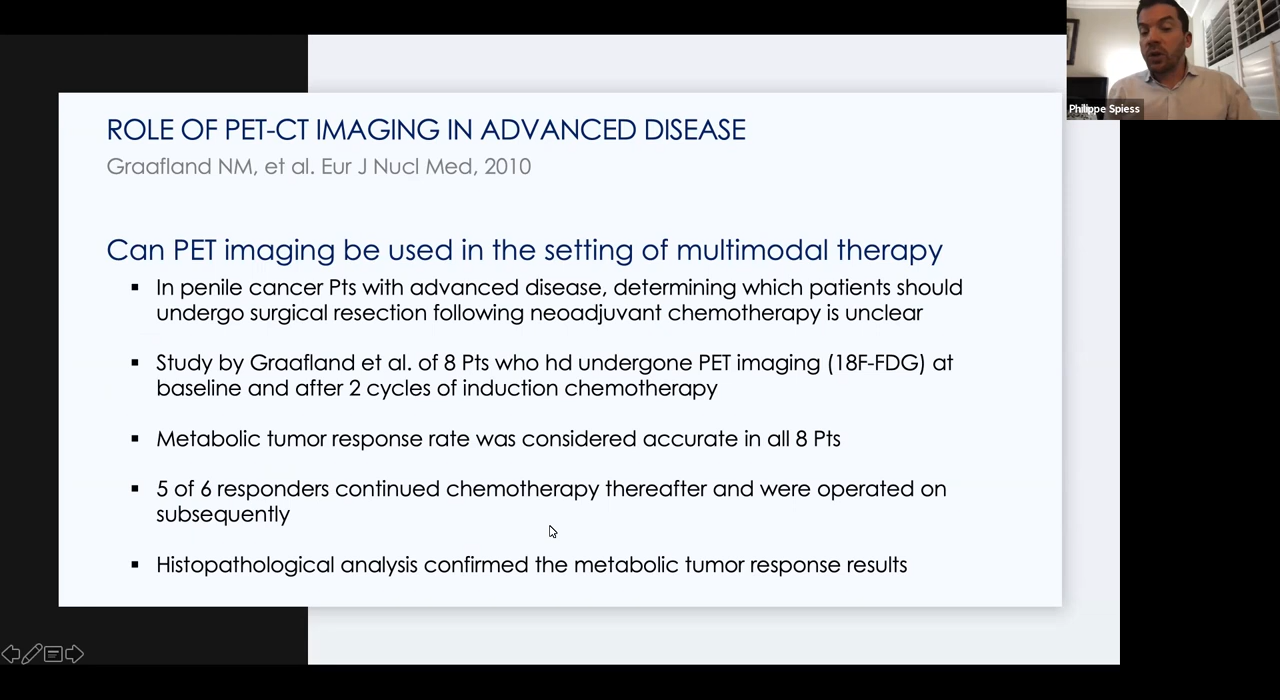 ROLE OF PET-CT IMAGING IN ADVANCED DISEASE
Graafland NM, et al. Eur J Nucl Med, 2010
Can PET imaging be used in the setting of multimodal therapy
▪ In penile cancer Pts with advanced disease, determining which patients should
undergo surgical resection following neoadjuvant chemotherapy is unclear
▪ Study by Graafland et al. of 8 Pts who hd undergone PET imaging (18F-FDG) at
baseline and after 2 cycles of induction chemotherapy
▪ Metabolic tumor response rate was considered accurate in all 8 Pts
▪ 5 of 6 responders continued chemotherapy thereafter and were operated on
subsequently
▪ Histopathological analysis confirmed the metabolic tumor response results
Philippe Spiess